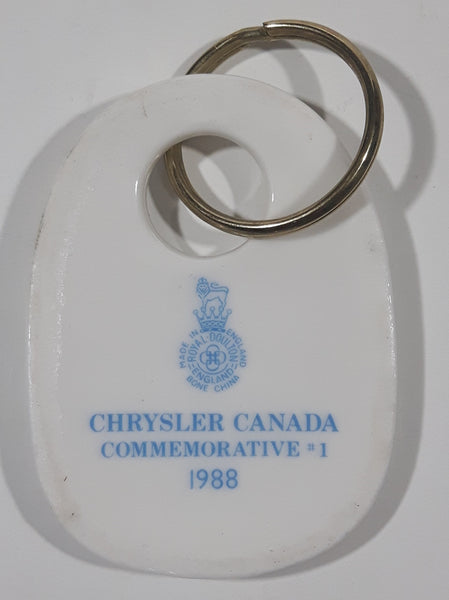 MADE IN ENGLAND
ROYAL·DOULTON
ENGLAND
BONE CHINA
CHRYSLER CANADA
COMMEMORATIVE #1
1988